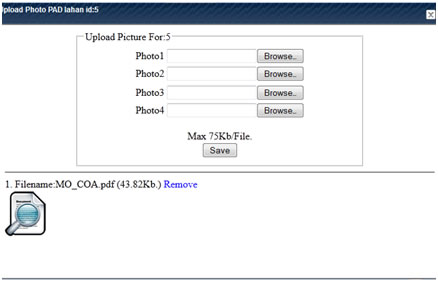 Upload Photo PAD lahan id:5
Upload Picture For:5
Photo1 Browse..
Photo2 Browse..
Photo3 Browse..
Photo4 Browse..
Max 75Kb/File.
Save
1. Filename:MO_COA.pdf (43.82Kb.) Remove